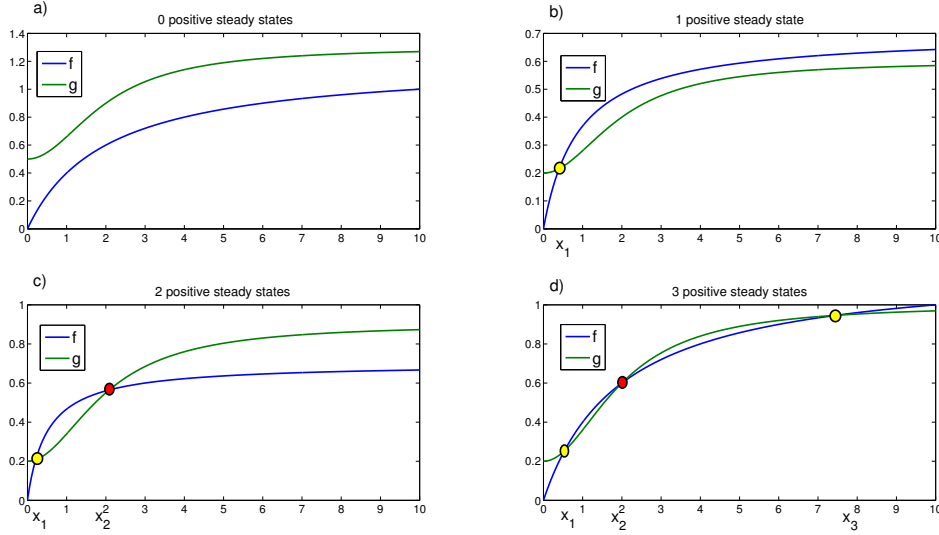 a)
0 positive steady states
1.4
1.2
1
0.8
0.6
0.4
0.2
0
f
g
0 1 2 3 4 5 6 7 8 9 10
b)
1 positive steady state
0.7
0.6
0.5
0.4
0.3
0.2
0.1
0
f
g
0 1 2 3 4 5 6 7 8 9 10
x1
c)
2 positive steady states
1
0.8
0.6
0.4
0.2
0
f
g
0 1 2 3 4 5 6 7 8 9 10
x1 x2
d)
3 positive steady states
1
0.8
0.6
0.4
0.2
0
f
g
0 1 2 3 4 5 6 7 8 9 10
x1 x2 x3